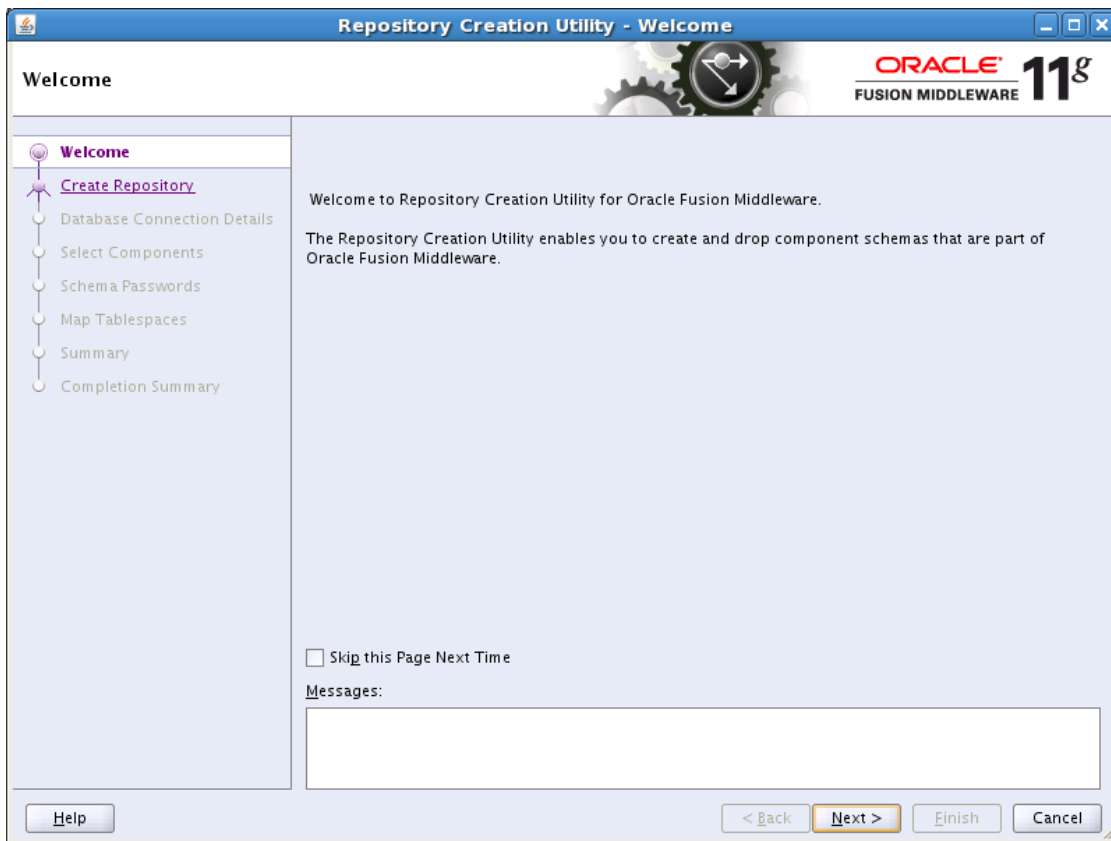 Repository Creation Utility - Welcome
Welcome
ORACLE
FUSION MIDDLEWARE
11g
Welcome
Create Repository
Database Connection Details
Select Components
Schema Passwords
Map Tablespaces
Summary
Completion Summary
Welcome to Repository Creation Utility for Oracle Fusion Middleware.
The Repository Creation Utility enables you to create and drop component schemas that are part of
Oracle Fusion Middleware.
Skip this Page Next Time
Messages:
Help
< Back
Next >
Finish
Cancel